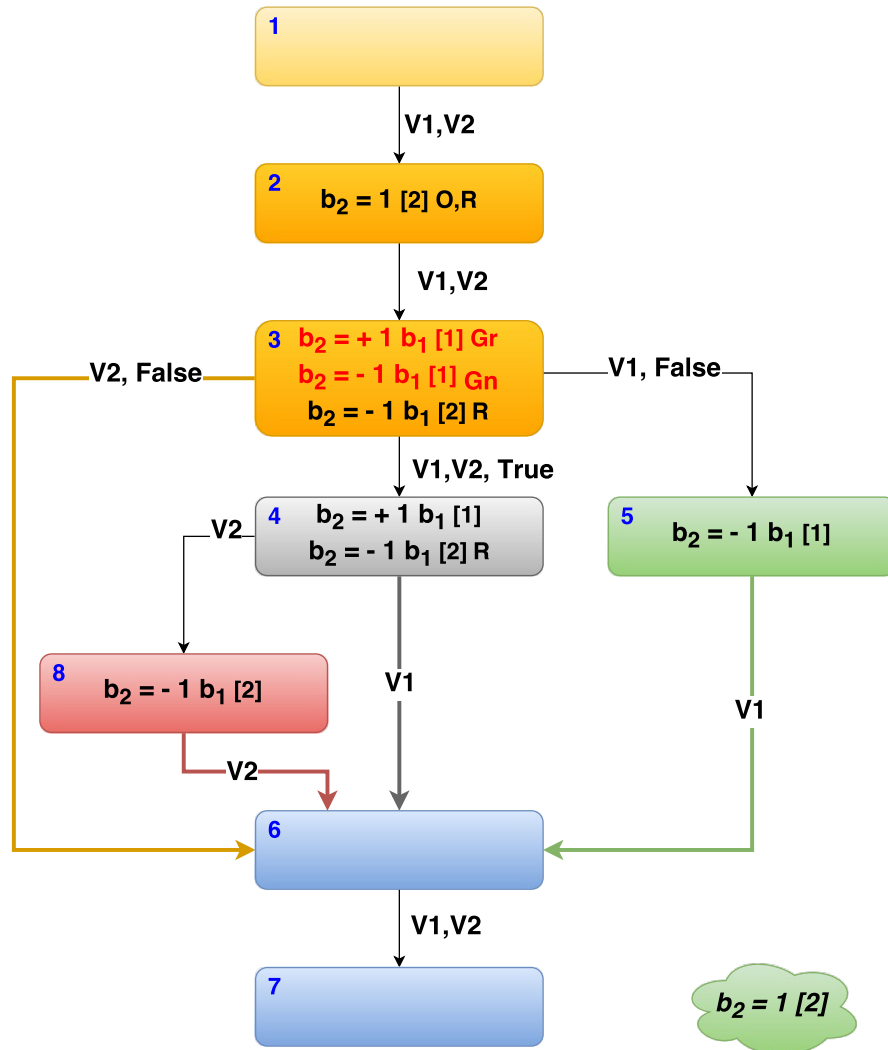 1
V1,V2
2
b2 = 1 [2] O,R
V1,V2
3
b2 = + 1 b1 [1] Gr
b2 = - 1 b1 [1] Gn
b2 = - 1 b1 [2] R
V2, False
V1, False
V1,V2, True
4
b2 = + 1 b1 [1]
b2 = - 1 b1 [2] R
5
b2 = - 1 b1 [1]
V2
8
b2 = - 1 b1 [2]
V1
V1
V2
6
V1,V2
7
b2 = 1 [2]